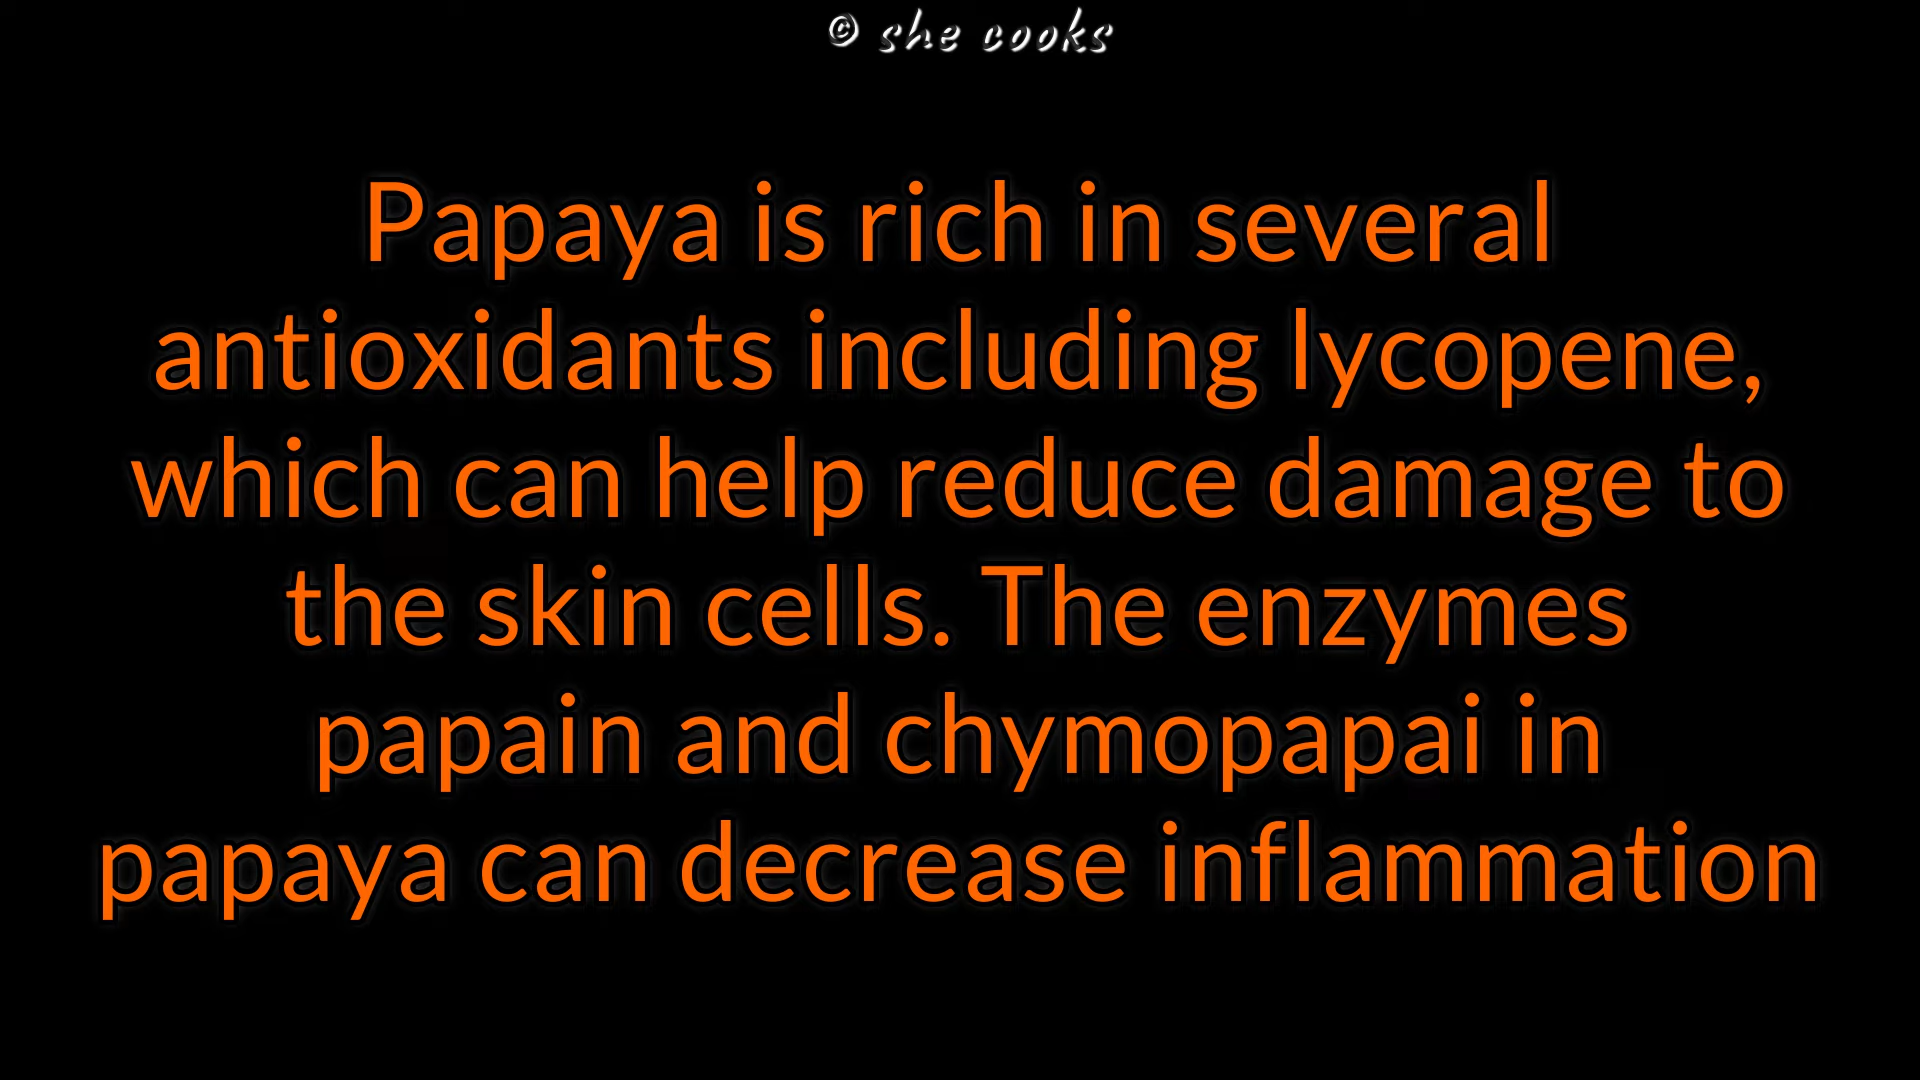 © she cooks
Papaya is rich in several
antioxidants including lycopene,
which can help reduce damage to
the skin cells. The enzymes
papain and chymopapai in
papaya can decrease inflammation